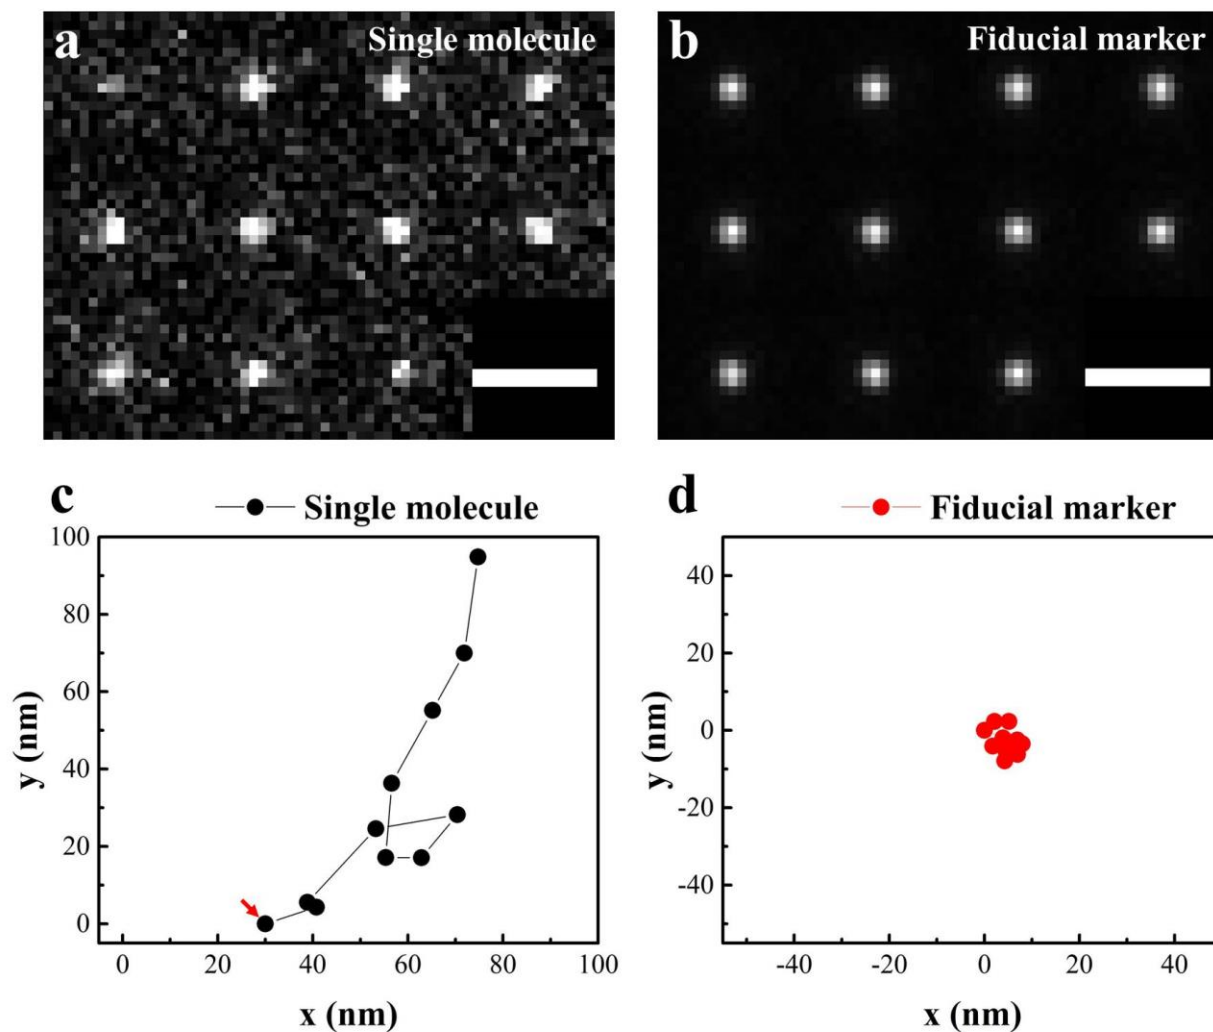 a Single molecule
b Fiducial marker
c Single molecule
100
80
60
40
20
0
y (nm)
0 20 40 60 80 100
x (nm)
d Fiducial marker
40
20
0
-20
-40
y (nm)
-40 -20 0 20 40
x (nm)